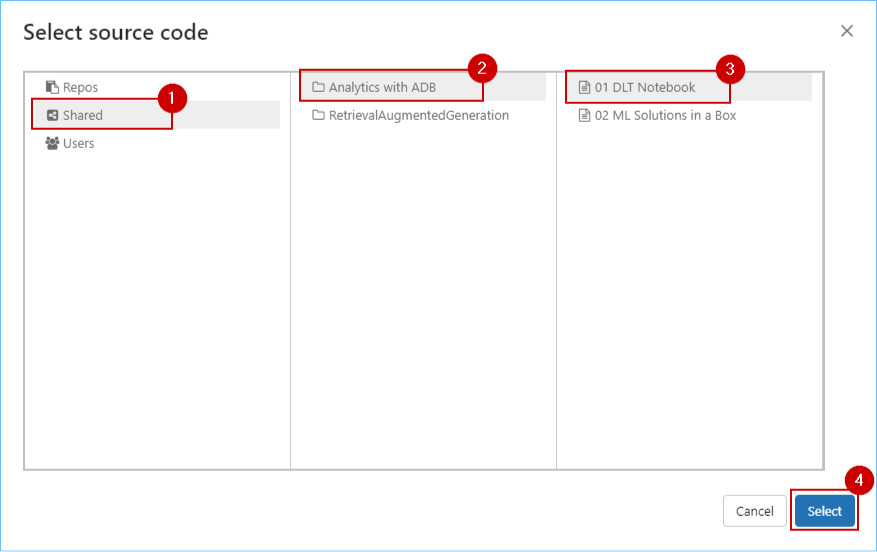 Select source code
Repos
1
Shared
Users
2
Analytics with ADB
RetrievalAugmentedGeneration
3
01 DLT Notebook
02 ML Solutions in a Box
4
Cancel
Select